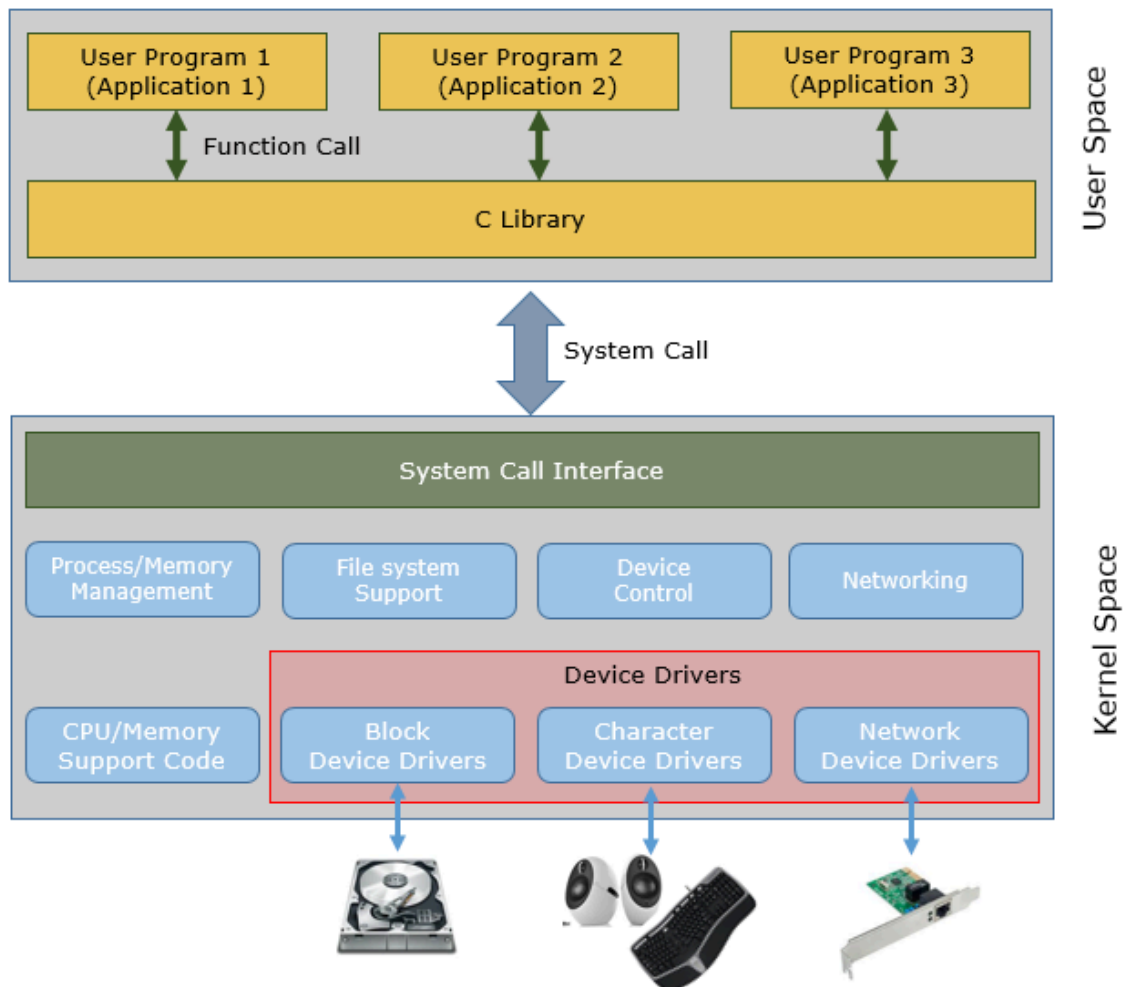 User Program 1
(Application 1)
User Program 2
(Application 2)
User Program 3
(Application 3)
Function Call
C Library
User Space
System Call
System Call Interface
Process/Memory
Management
File system
Support
Device
Control
Networking
Kernel Space
Device Drivers
CPU/Memory
Support Code
Block
Device Drivers
Character
Device Drivers
Network
Device Drivers